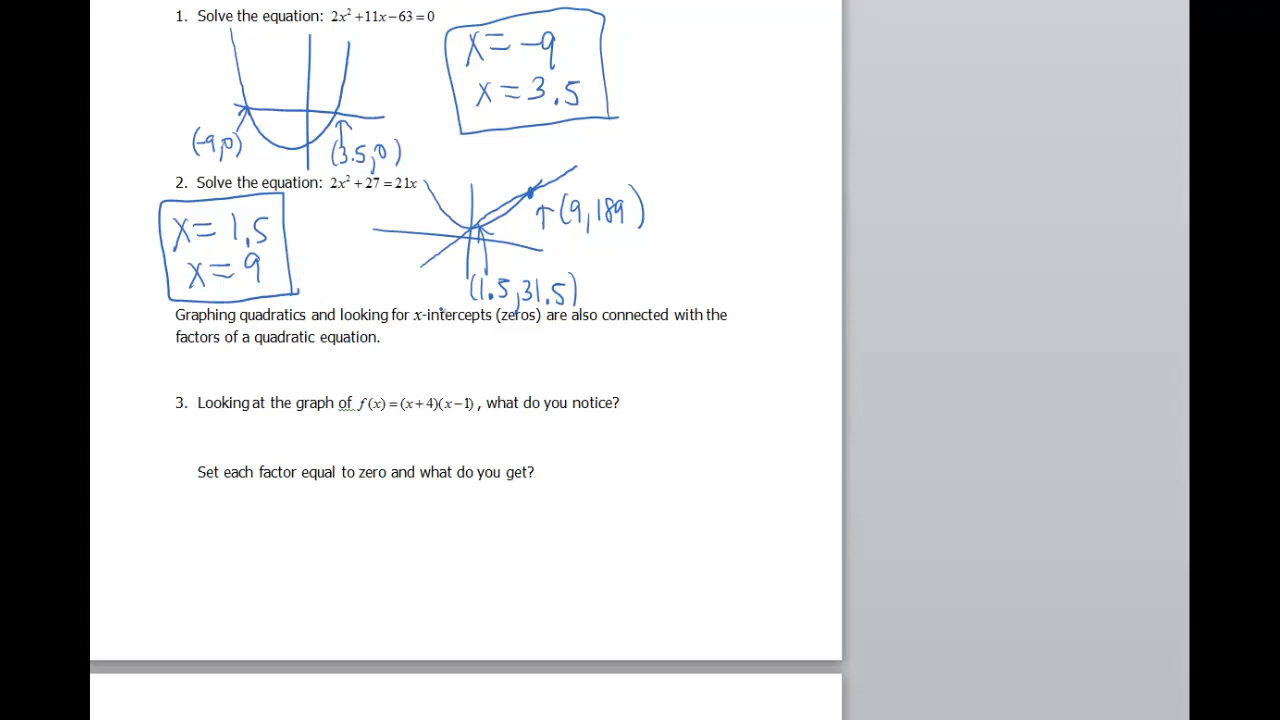 1. Solve the equation: 2x² +11x−63 = 0
x = −9
x = 3.5
(−9,0)
(3.5,0)
2. Solve the equation: 2x² + 27 = 21x
x = 1.5
x = 9
↑(9,189)
(1.5,31.5)
Graphing quadratics and looking for x-intercepts (zeros) are also connected with the
factors of a quadratic equation.
3. Looking at the graph of f(x) = (x+4)(x−1), what do you notice?
Set each factor equal to zero and what do you get?